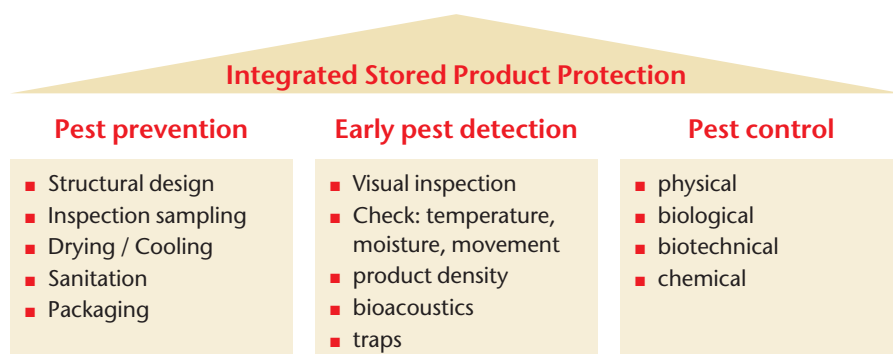 Integrated Stored Product Protection
Pest prevention
■ Structural design
■ Inspection sampling
■ Drying / Cooling
■ Sanitation
■ Packaging
Early pest detection
■ Visual inspection
■ Check: temperature,
moisture, movement
■ product density
■ bioacoustics
■ traps
Pest control
■ physical
■ biological
■ biotechnical
■ chemical